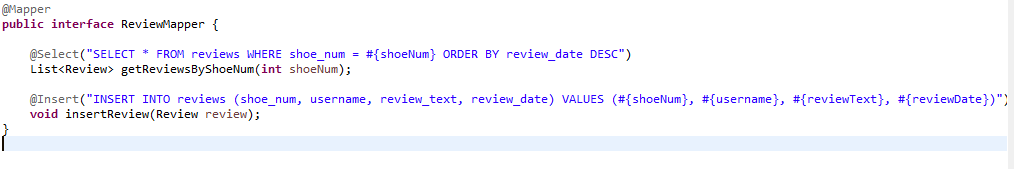 @Mapper
public interface ReviewMapper {
@Select("SELECT * FROM reviews WHERE shoe_num = #{shoeNum} ORDER BY review_date DESC")
List<Review> getReviewsByShoeNum(int shoeNum);
@Insert("INSERT INTO reviews (shoe_num, username, review_text, review_date) VALUES (#{shoeNum}, #{username}, #{reviewText}, #{reviewDate})")
void insertReview(Review review);
}